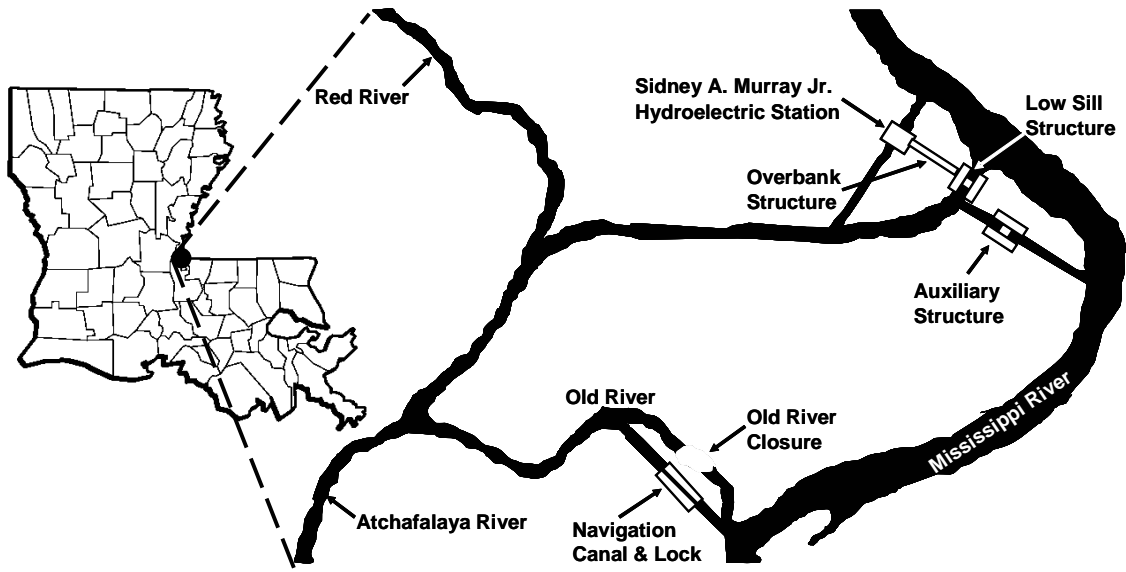 Red River
Sidney A. Murray Jr.
Hydroelectric Station
Low Sill
Structure
Overbank
Structure
Auxiliary
Structure
Mississippi River
Old River
Old River
Closure
Navigation
Canal & Lock
Atchafalaya River